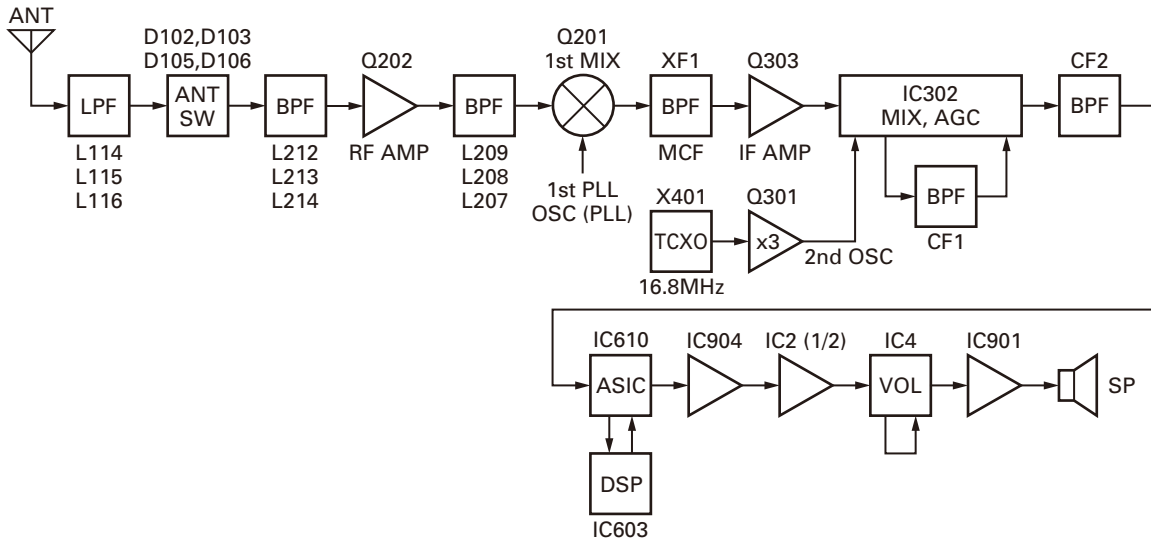 ANT
LPF
L114
L115
L116
D102,D103
D105,D106
ANT
SW
BPF
L212
L213
L214
Q202
RF AMP
BPF
L209
L208
L207
Q201
1st MIX
1st PLL
OSC (PLL)
XF1
BPF
MCF
Q303
IF AMP
IC302
MIX, AGC
BPF
CF1
CF2
BPF
X401
TCXO
16.8MHz
Q301
x3
2nd OSC
IC610
ASIC
DSP
IC603
IC904
IC2 (1/2)
IC4
VOL
IC901
SP